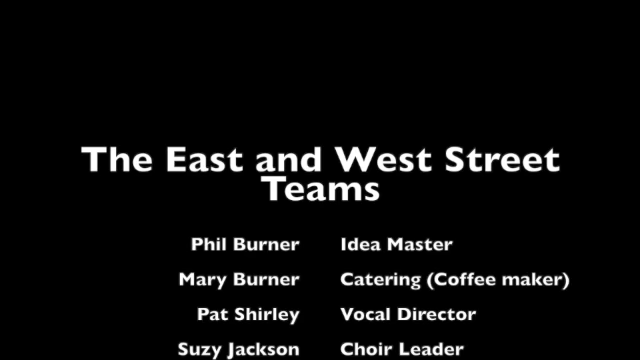 The East and West Street
Teams
Phil Burner Idea Master
Mary Burner Catering (Coffee maker)
Pat Shirley Vocal Director
Suzy Jackson Choir Leader